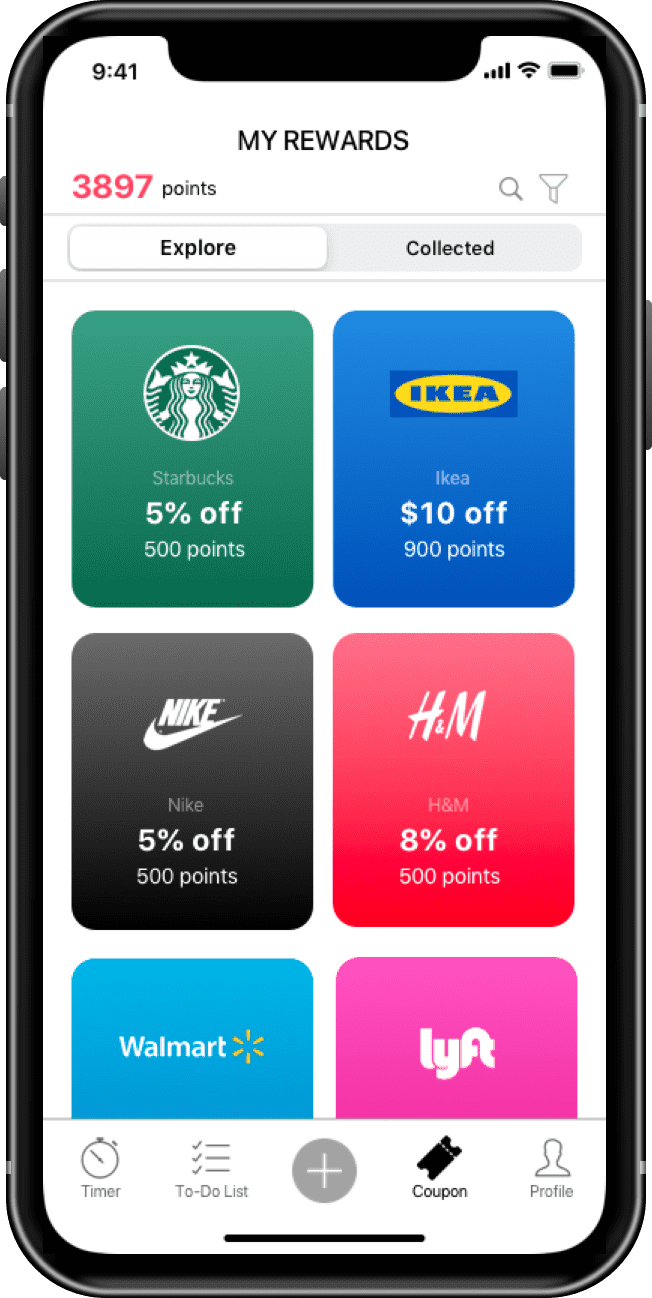 9:41
MY REWARDS
3897 points
Explore
Collected
Starbucks
5% off
500 points
IKEA
Ikea
$10 off
900 points
NIKE
Nike
5% off
500 points
H&M
H&M
8% off
500 points
Walmart
lyft
Timer
To-Do List
Coupon
Profile